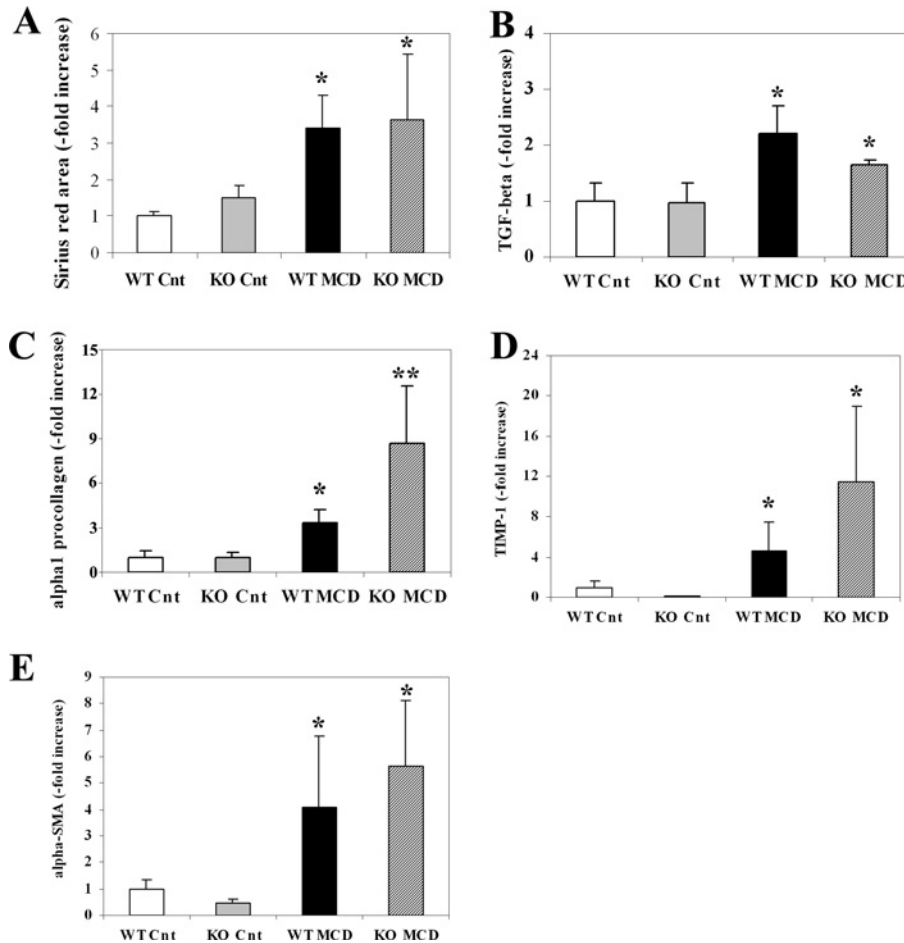 A
Sirius red area (-fold increase)
6
5
4
3
2
1
0
*
*
WT Cnt
KO Cnt
WT MCD
KO MCD
B
TGF-beta (-fold increase)
4
3
2
1
0
*
*
WT Cnt
KO Cnt
WT MCD
KO MCD
C
alpha1 procollagen (-fold increase)
15
12
9
6
3
0
*
**
WT Cnt
KO Cnt
WT MCD
KO MCD
D
TIMP-1 (-fold increase)
24
20
16
12
8
4
0
*
*
WT Cnt
KO Cnt
WT MCD
KO MCD
E
alpha-SMA (-fold increase)
9
8
7
6
5
4
3
2
1
0
*
*
WT Cnt
KO Cnt
WT MCD
KO MCD